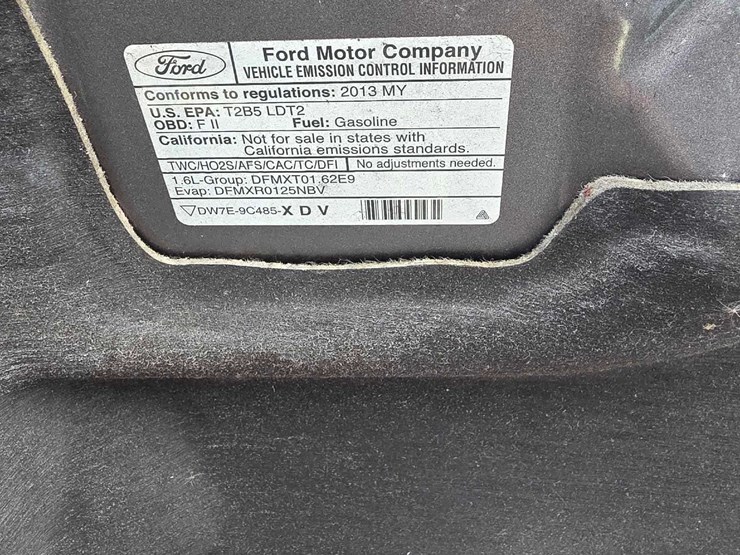 Ford
Ford Motor Company
VEHICLE EMISSION CONTROL INFORMATION
Conforms to regulations: 2013 MY
U.S. EPA: T2B5 LDT2
OBD: F II Fuel: Gasoline
California: Not for sale in states with
California emissions standards.
TWC/HO2S/AFS/CAC/TC/DFI No adjustments needed.
1.6L-Group: DFMXT01.62E9
Evap: DFMXR0125NBV
▽DW7E-9C485-X D V